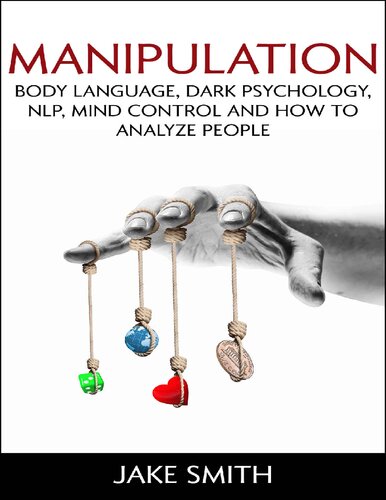 MANIPULATION
BODY LANGUAGE, DARK PSYCHOLOGY,
NLP, MIND CONTROL AND HOW TO
ANALYZE PEOPLE
JAKE SMITH